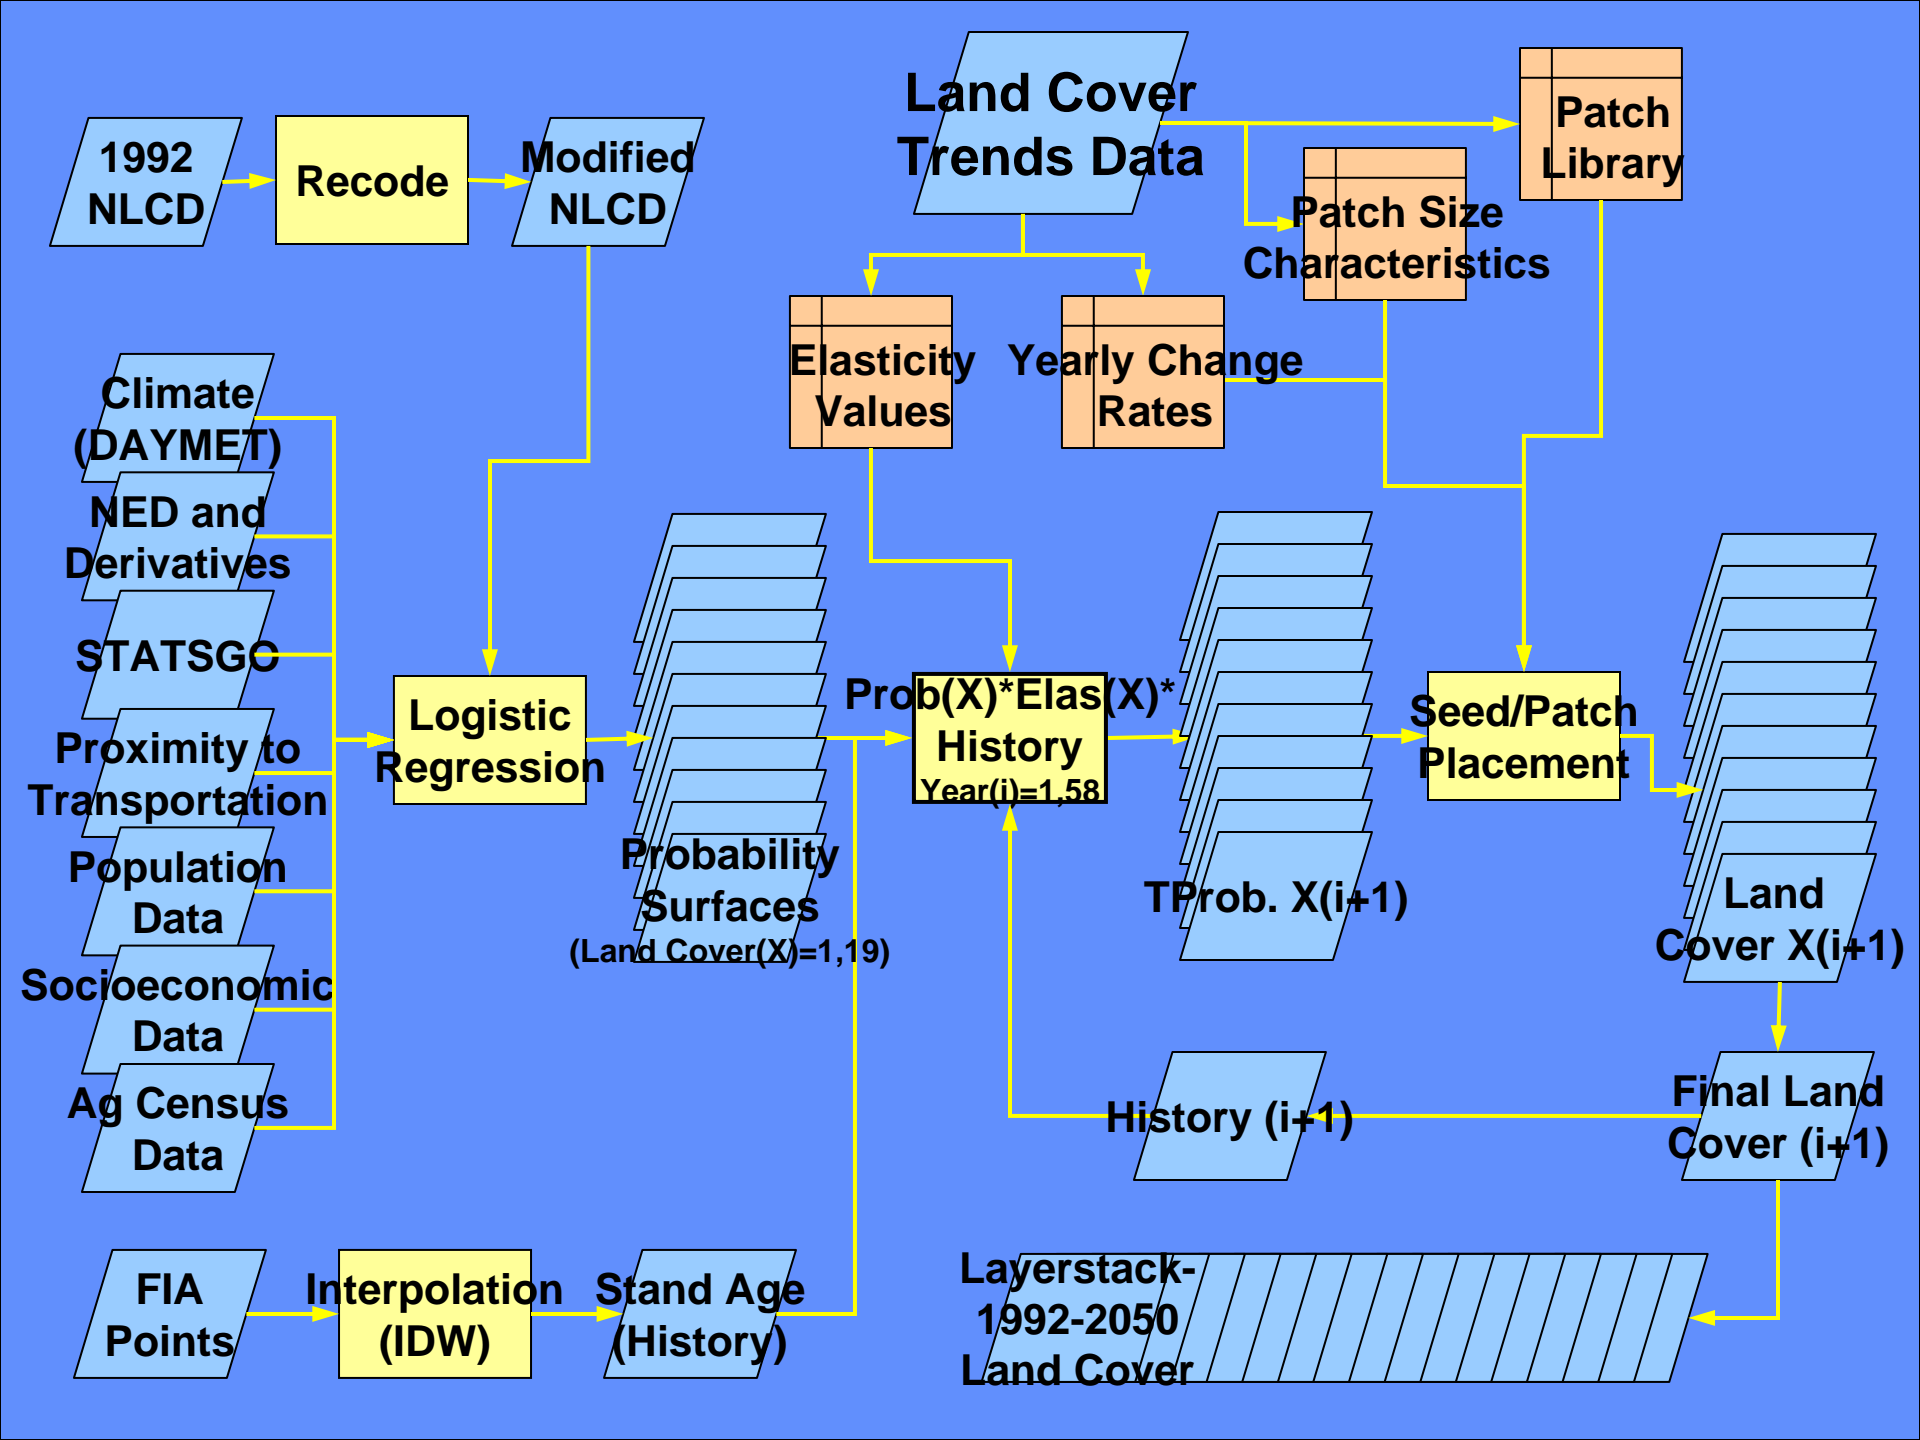 Land Cover
Trends Data
Patch
Library
1992
NLCD
Recode
Modified
NLCD
Patch Size
Characteristics
Elasticity
Values
Yearly Change
Rates
Climate
(DAYMET)
NED and
Derivatives
STATSGO
Proximity to
Transportation
Population
Data
Socioeconomic
Data
Ag Census
Data
Logistic
Regression
Probability
Surfaces
(Land Cover(X)=1,19)
Prob(X)*Elas(X)*
History
Year(i)=1,58
TProb. X(i+1)
Seed/Patch
Placement
Land
Cover X(i+1)
History (i+1)
Final Land
Cover (i+1)
FIA
Points
Interpolation
(IDW)
Stand Age
(History)
Layerstack-
1992-2050
Land Cover